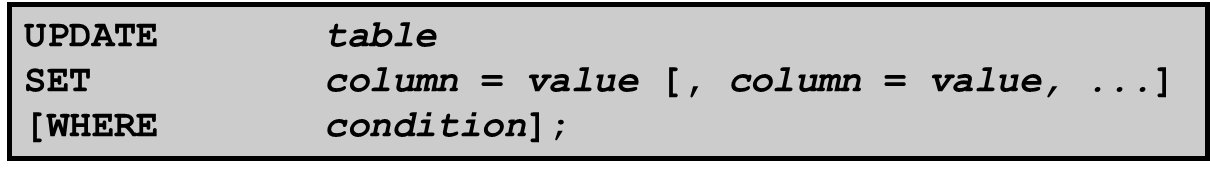 UPDATE table
SET column = value [, column = value, ...]
[WHERE condition];